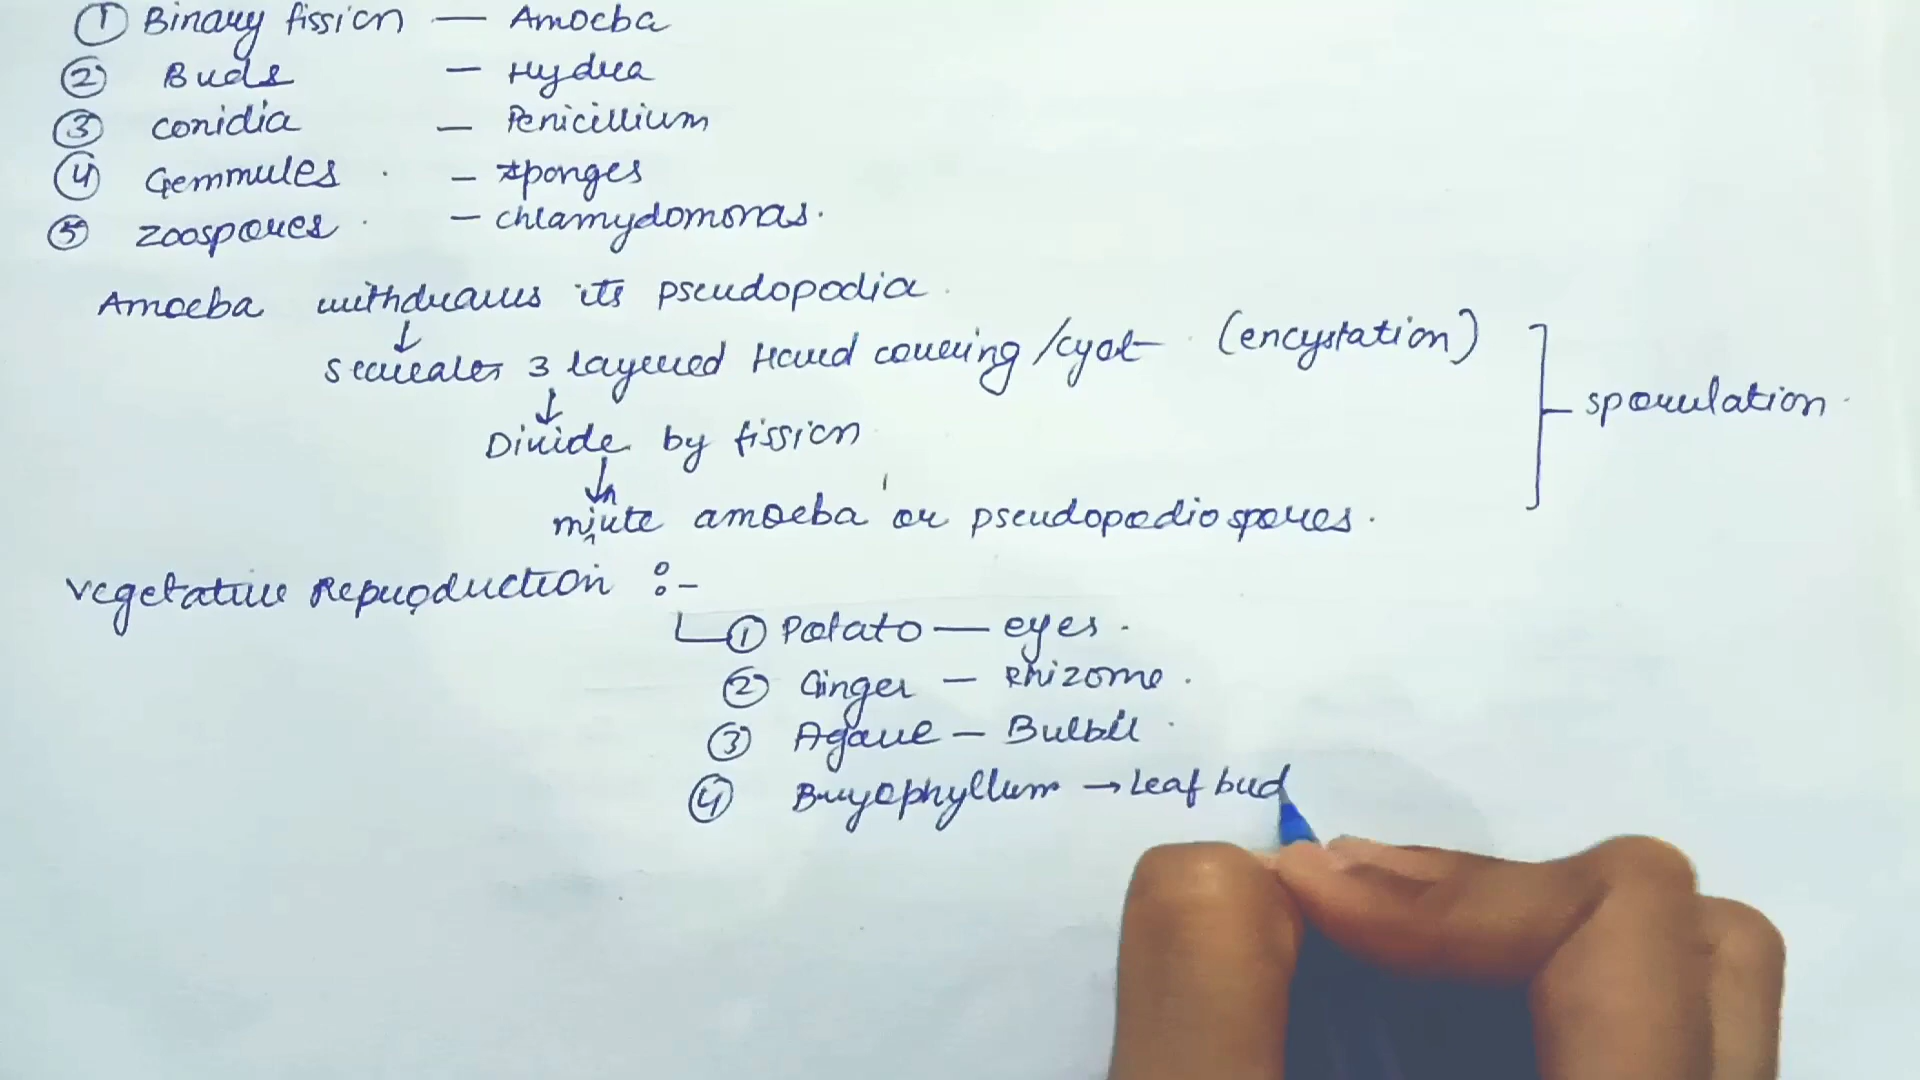 ① Binary fission — Amoeba
② Buds — Hydra
③ conidia — Penicillium
④ Gemmules — sponges
⑤ zoospores — chlamydomonas.
Amoeba withdraws its pseudopodia
↓
3 layered Hard covering /cyst (encystation)
↓
Divide by fission
sporulation
↓
minute amoeba or pseudopodiospores.
vegetative Reproduction :-
① Potato — eyes.
② Ginger — Rhizome.
③ Agave — Bulbil
④ Bryophyllum → Leaf bud